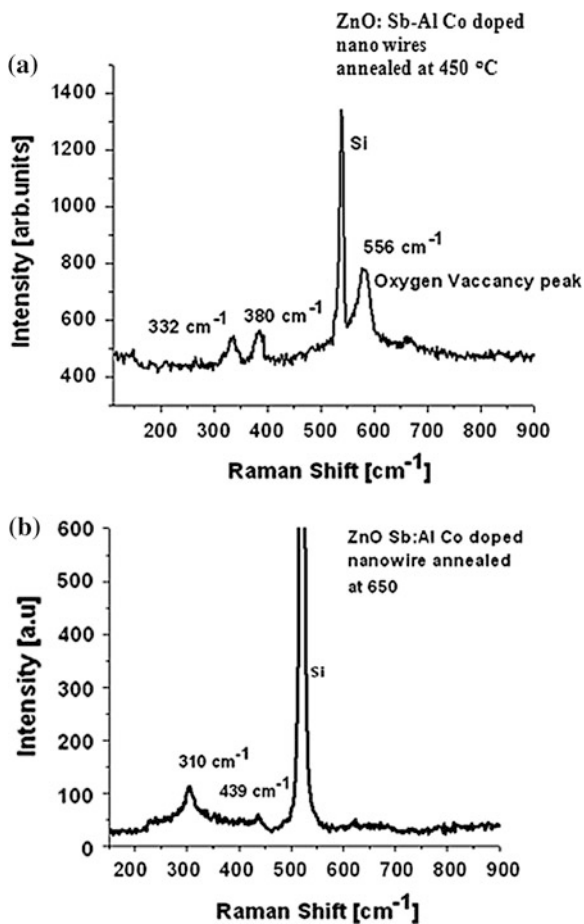 (a)
ZnO: Sb-Al Co doped
nano wires
annealed at 450 °C
1400
1200
1000
800
600
400
Intensity [arb.units]
Si
556 cm-1
Oxygen Vaccancy peak
332 cm-1
380 cm-1
200 300 400 500 600 700 800 900
Raman Shift [cm-1]
(b)
ZnO Sb:Al Co doped
nanowire annealed
at 650
600
500
400
300
200
100
0
Intensity [a.u]
Si
310 cm-1
439 cm-1
200 300 400 500 600 700 800 900
Raman Shift [cm-1]